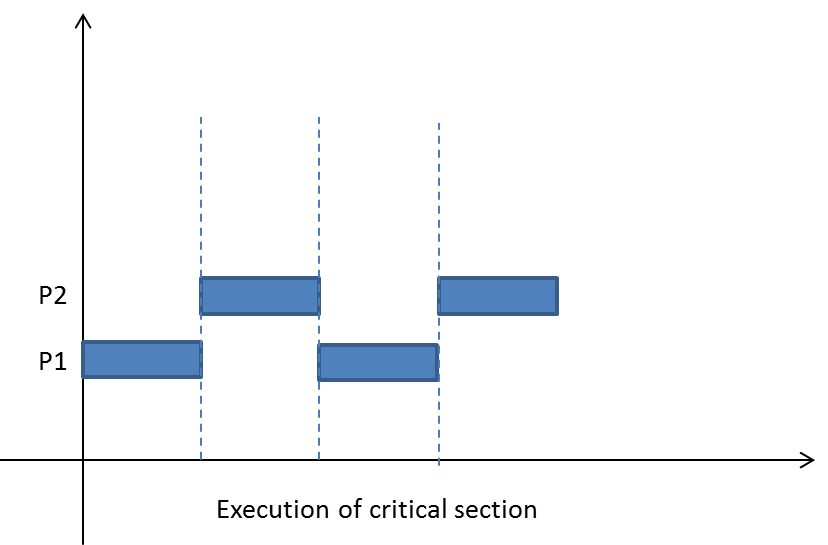 P2
P1
Execution of critical section